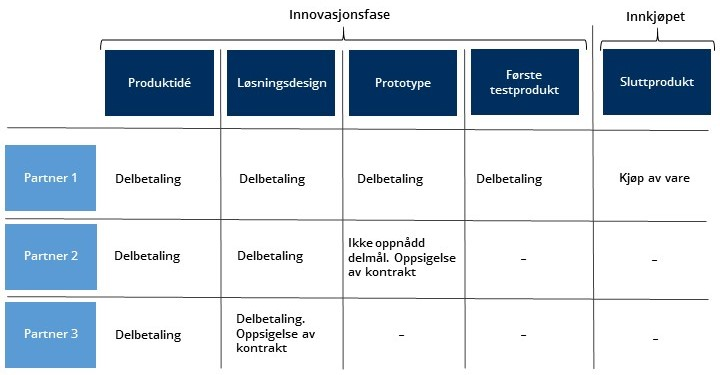 Innovasjonsfase
Innkjøpet
Produktidé
Løsningsdesign
Prototype
Første
testprodukt
Sluttprodukt
Partner 1
Delbetaling
Delbetaling
Delbetaling
Delbetaling
Kjøp av vare
Partner 2
Delbetaling
Delbetaling
Ikke oppnådd
delmål. Oppsigelse
av kontrakt
–
–
Partner 3
Delbetaling
Delbetaling.
Oppsigelse av
kontrakt
–
–
–